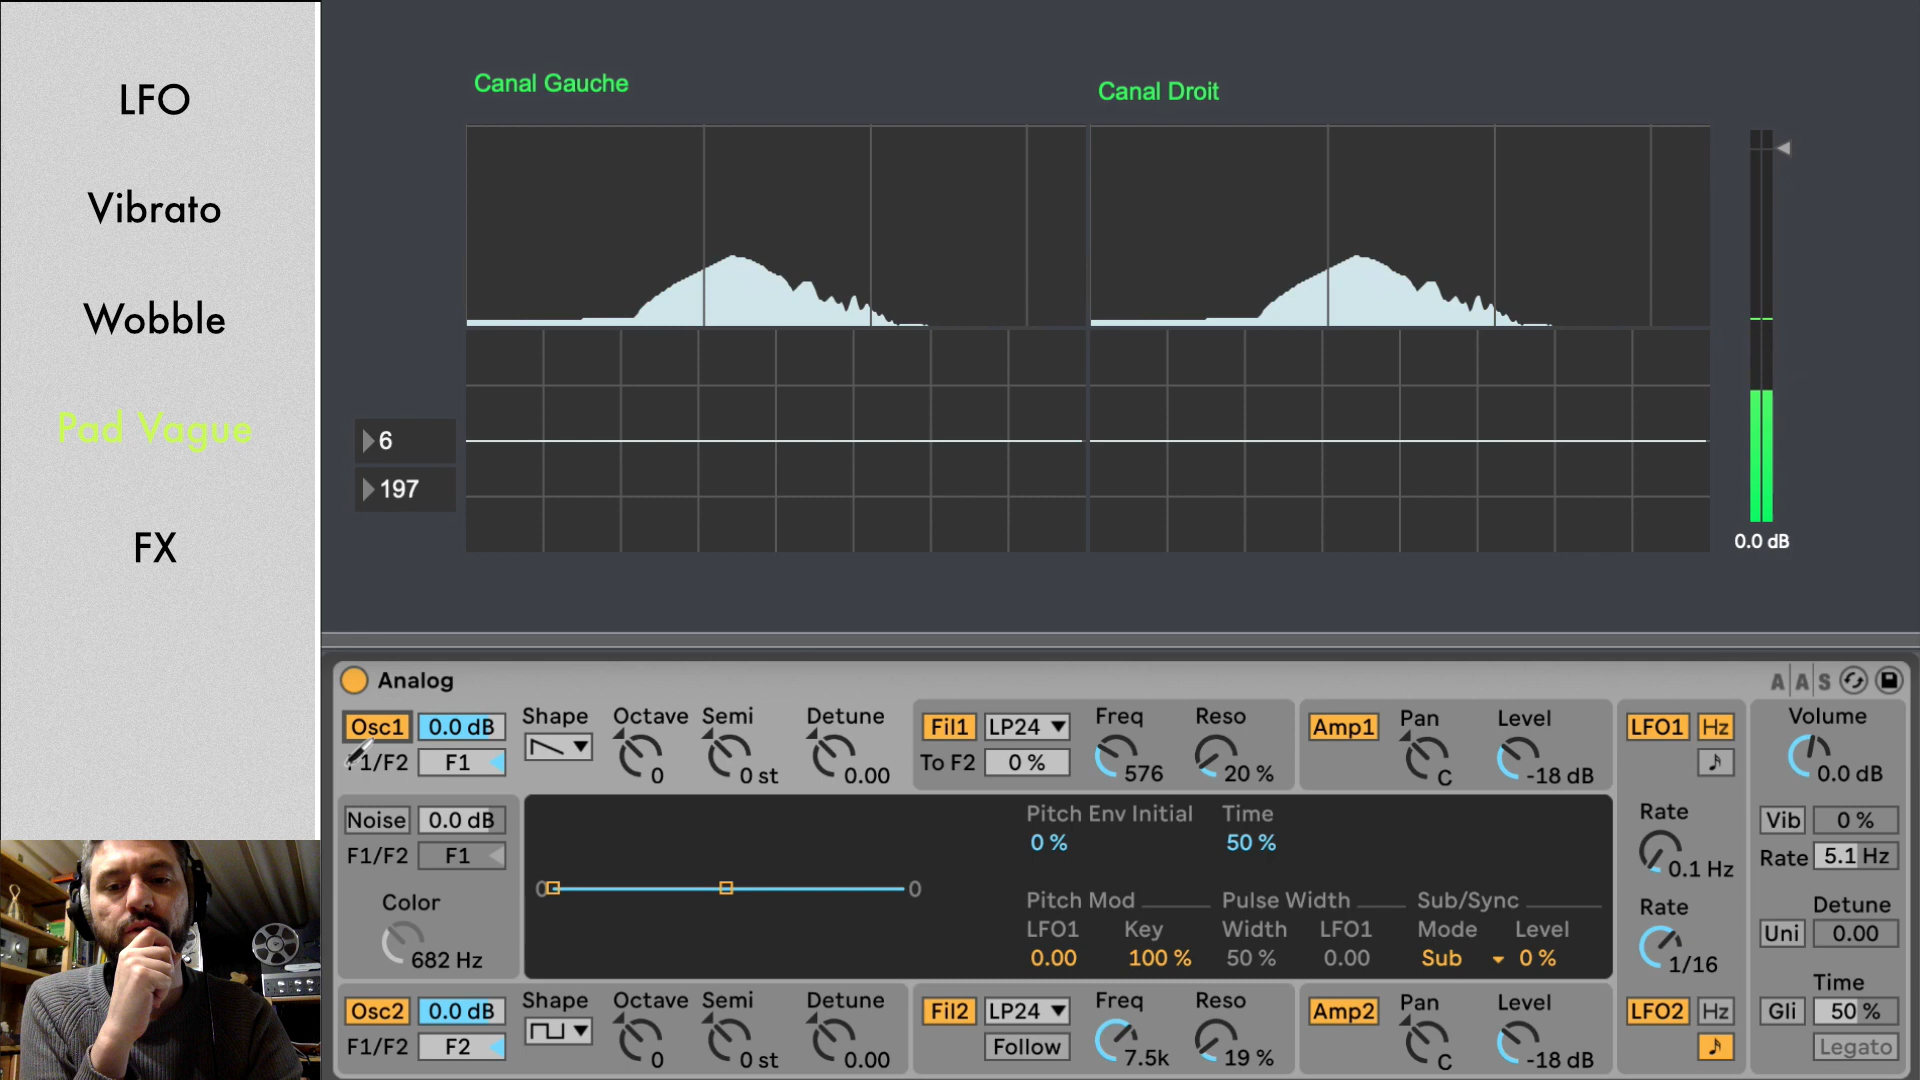 LFO
Vibrato
Wobble
Pad Vague
FX
Canal Gauche
Canal Droit
6
197
0.0 dB
Analog
A A S
Osc1 0.0 dB Shape Octave Semi Detune
F1/F2 F1 0 0 st 0.00
Fil1 LP24 Freq Reso
To F2 0 % 576 20 %
Amp1 Pan Level
C -18 dB
LFO1 Hz
Volume
0.0 dB
Noise 0.0 dB
F1/F2 F1
Color
682 Hz
0 0
Pitch Env Initial Time
0 % 50 %
Pitch Mod Pulse Width Sub/Sync
LFO1 Key Width LFO1 Mode Level
0.00 100 % 50 % 0.00 Sub 0 %
Rate
0.1 Hz
Rate
1/16
Vib 0 %
Rate 5.1 Hz
Detune
Uni 0.00
Time
Gli 50 %
Legato
Osc2 0.0 dB Shape Octave Semi Detune
F1/F2 F2 0 0 st 0.00
Fil2 LP24 Freq Reso
Follow 7.5k 19 %
Amp2 Pan Level
C -18 dB
LFO2 Hz